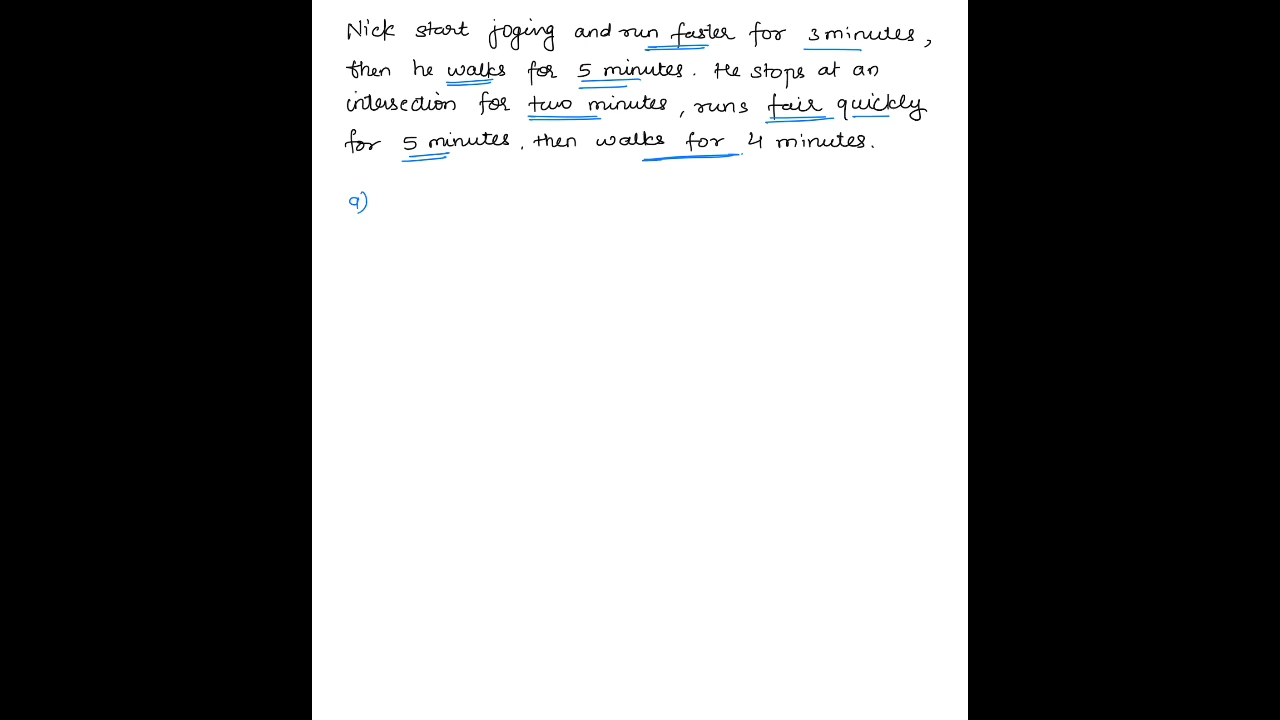 Nick start joging and run faster for 3 minutes,
then he walks for 5 minutes. He stops at an
intersection for two minutes, runs fair quickly
for 5 minutes, then walks for 4 minutes.
a)